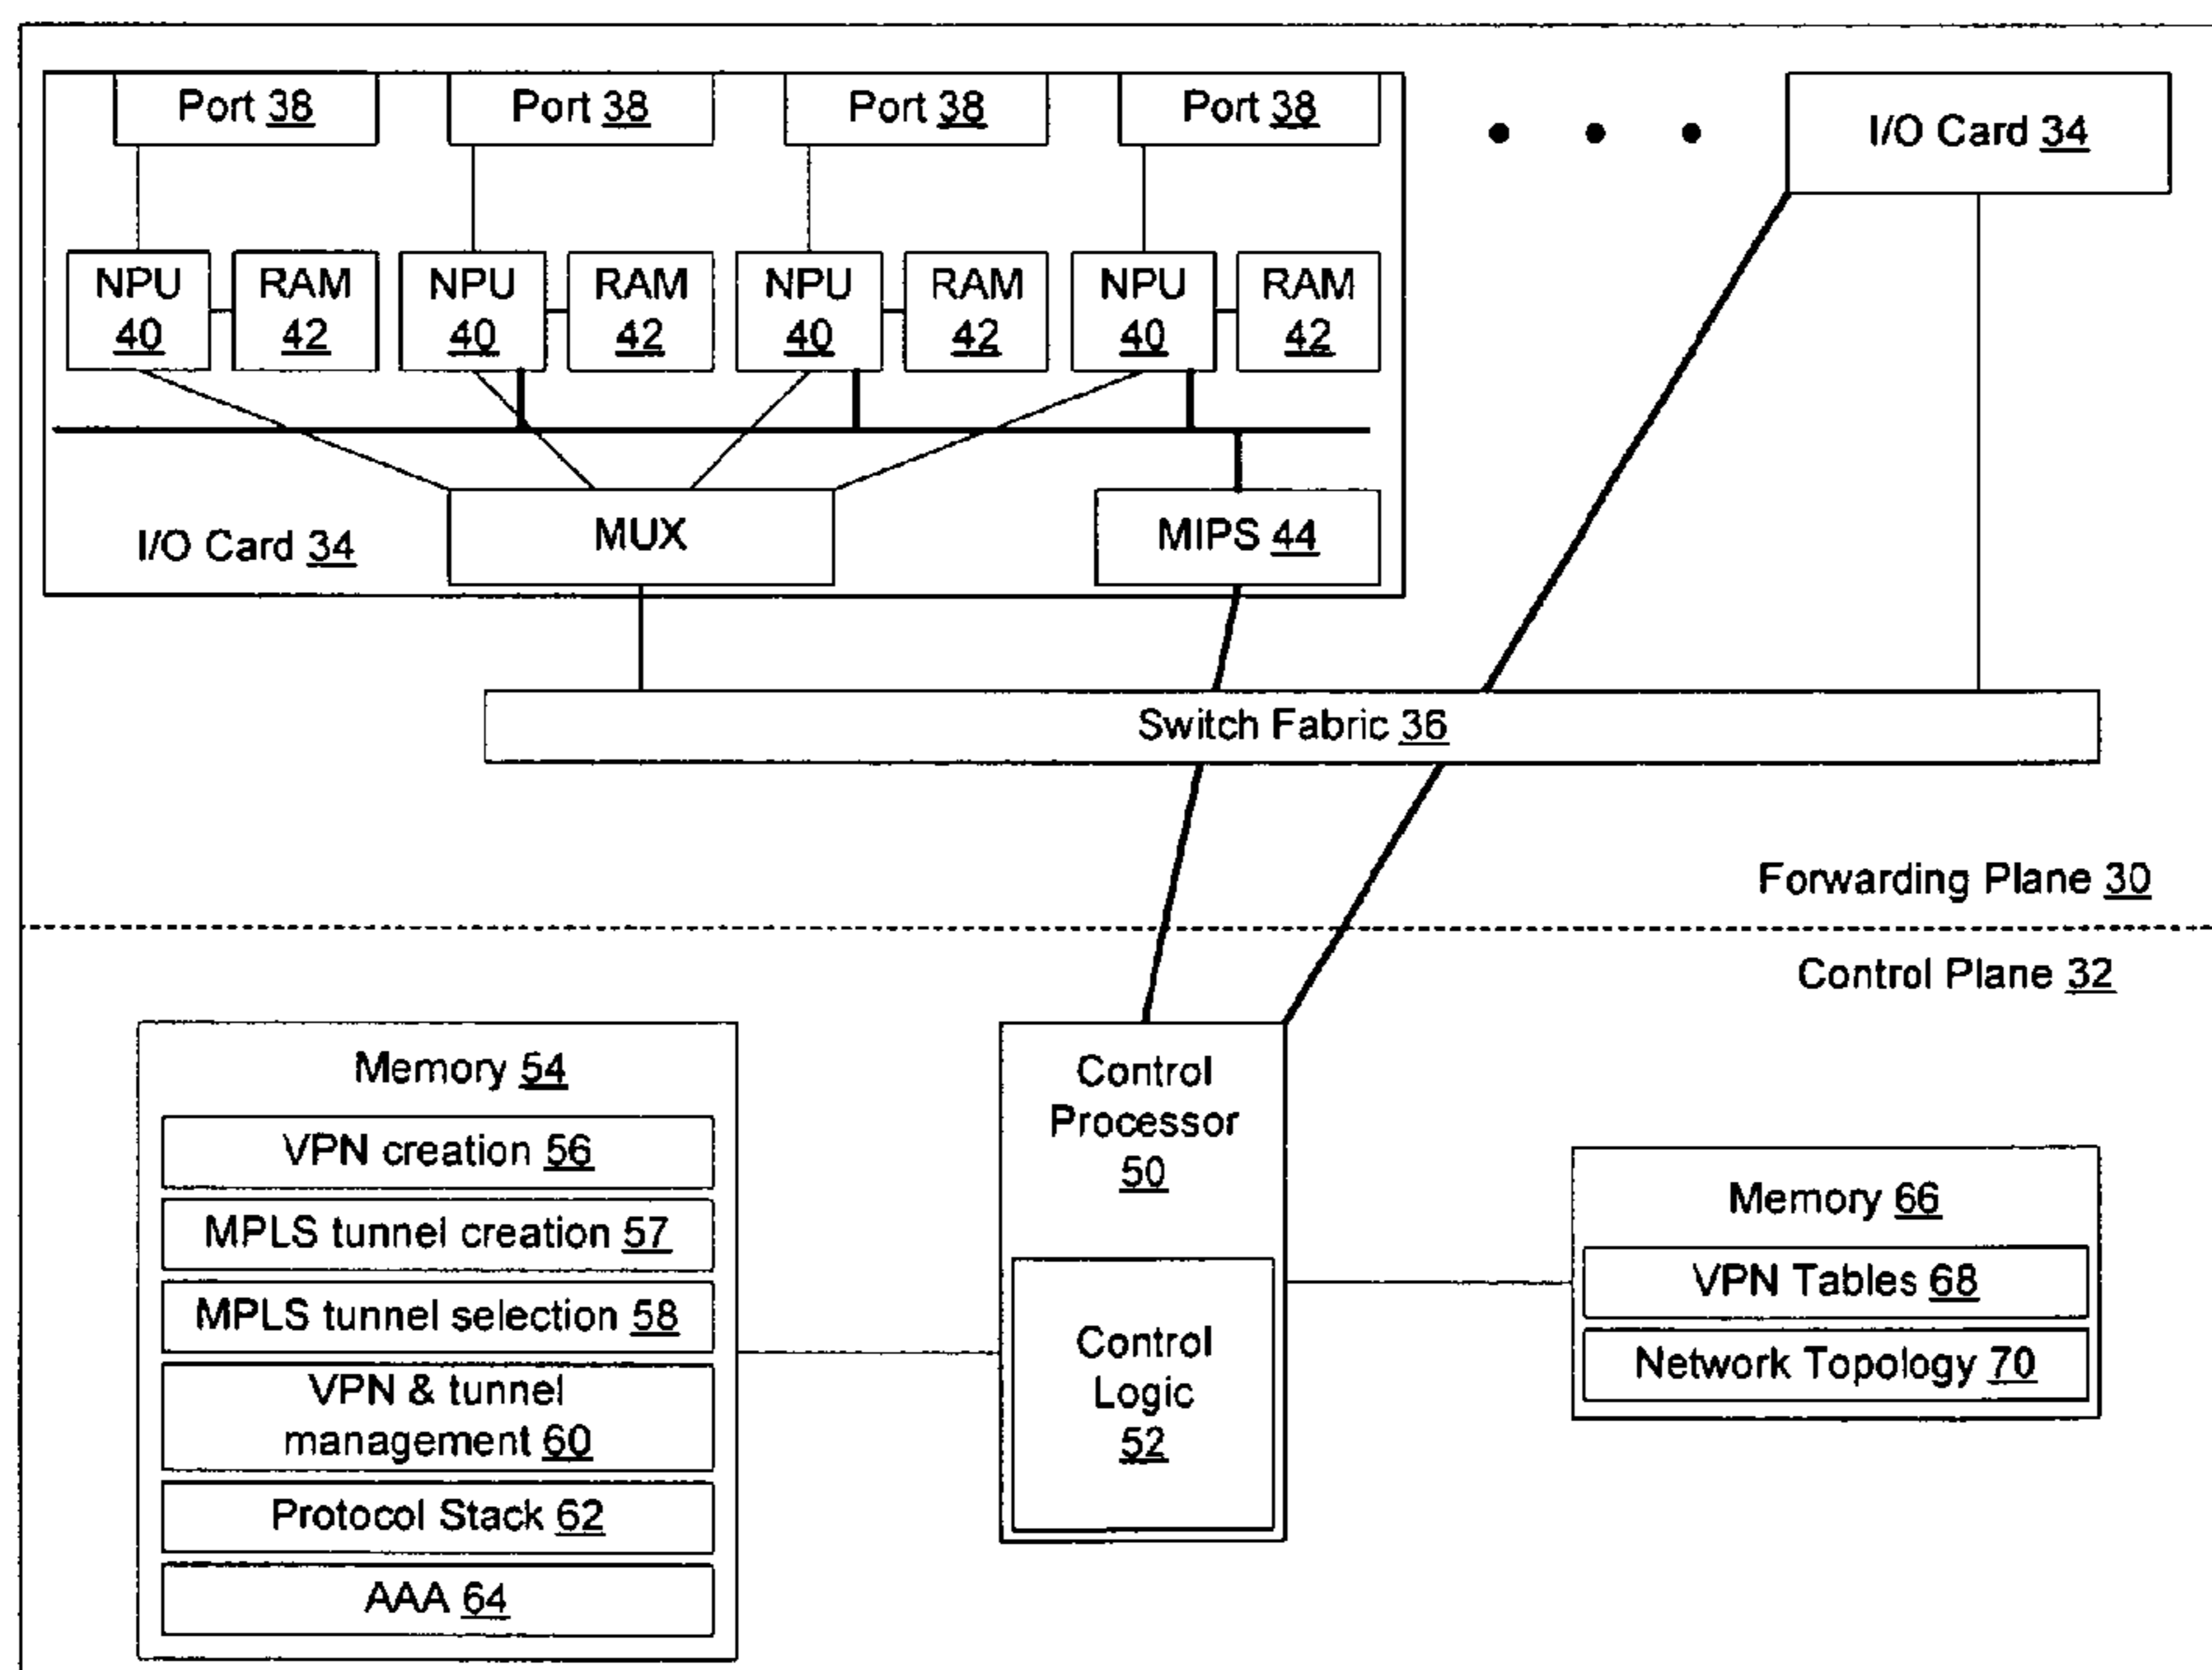 Port 38
Port 38
Port 38
Port 38
I/O Card 34
NPU
40
RAM
42
NPU
40
RAM
42
NPU
40
RAM
42
NPU
40
RAM
42
I/O Card 34
MUX
MIPS 44
Switch Fabric 36
Forwarding Plane 30
Control Plane 32
Memory 54
VPN creation 56
MPLS tunnel creation 57
MPLS tunnel selection 58
VPN & tunnel
management 60
Protocol Stack 62
AAA 64
Control
Processor
50
Control
Logic
52
Memory 66
VPN Tables 68
Network Topology 70